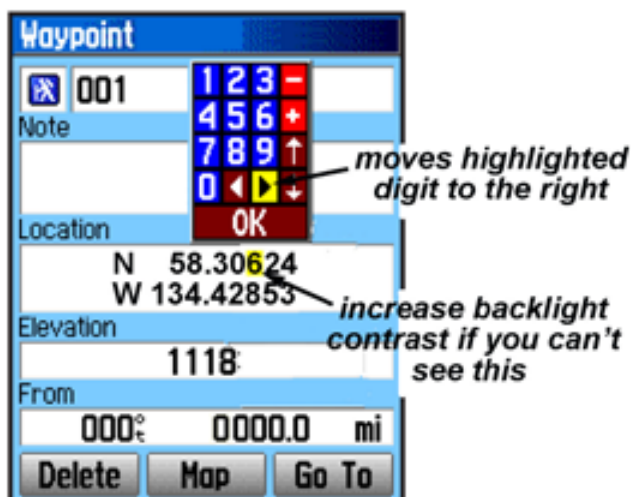 Waypoint
001
1 2 3 -
4 5 6 +
7 8 9 ↑
0 ◀ ▶ ↓
OK
Note
moves highlighted
digit to the right
Location
N 58.30624
W 134.42853
increase backlight
contrast if you can't
see this
Elevation
1118
From
000°t 0000.0 mi
Delete Map Go To